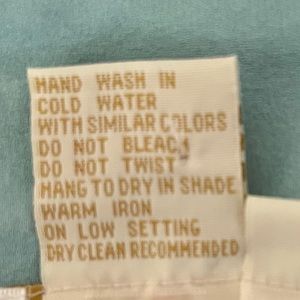 HAND WASH IN
COLD WATER
WITH SIMILAR COLORS
DO NOT BLEACH
DO NOT TWIST
HANG TO DRY IN SHADE
WARM IRON
ON LOW SETTING
DRY CLEAN RECOMMENDED